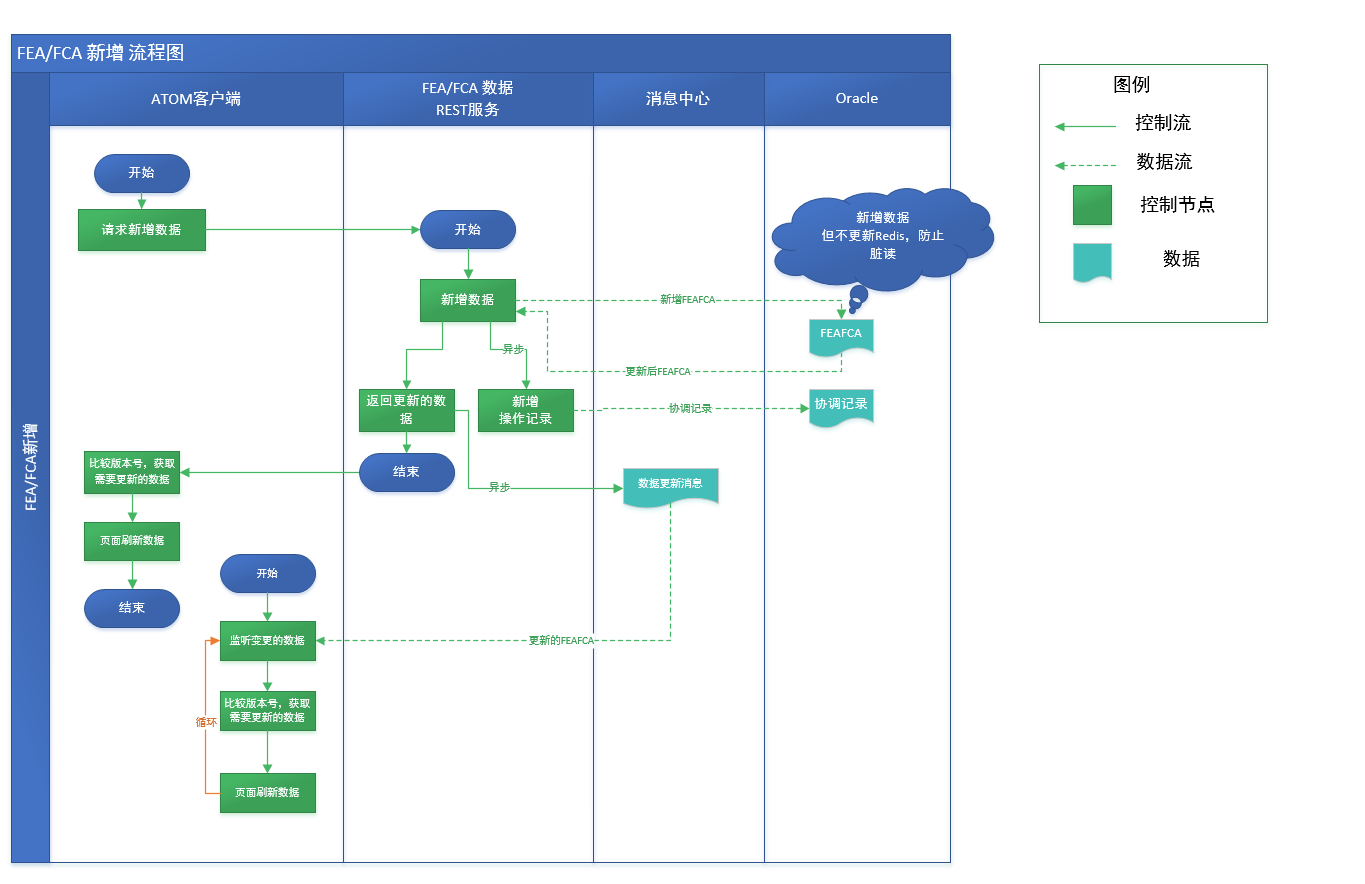 FEA/FCA 新增 流程图
ATOM客户端
FEA/FCA 数据
REST服务
消息中心
Oracle
FEA/FCA新增
开始
请求新增数据
开始
新增数据
但不更新Redis，防止
脏读
新增数据
新增FEAFCA
FEAFCA
异步
更新后FEAFCA
返回更新的数
据
新增
操作记录
协调记录
协调记录
比较版本号，获取
需要更新的数据
结束
异步
数据更新消息
页面刷新数据
开始
结束
监听变更的数据
更新的FEAFCA
比较版本号，获取
需要更新的数据
循环
页面刷新数据
图例
控制流
数据流
控制节点
数据